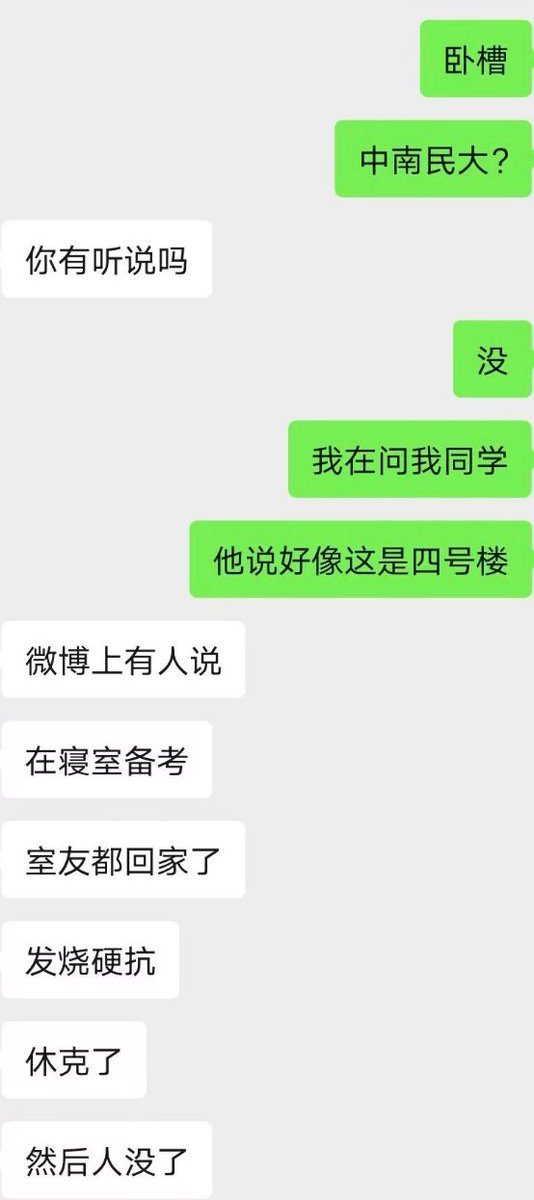 卧槽
中南民大?
你有听说吗
没
我在问我同学
他说好像这是四号楼
微博上有人说
在寝室备考
室友都回家了
发烧硬抗
休克了
然后人没了